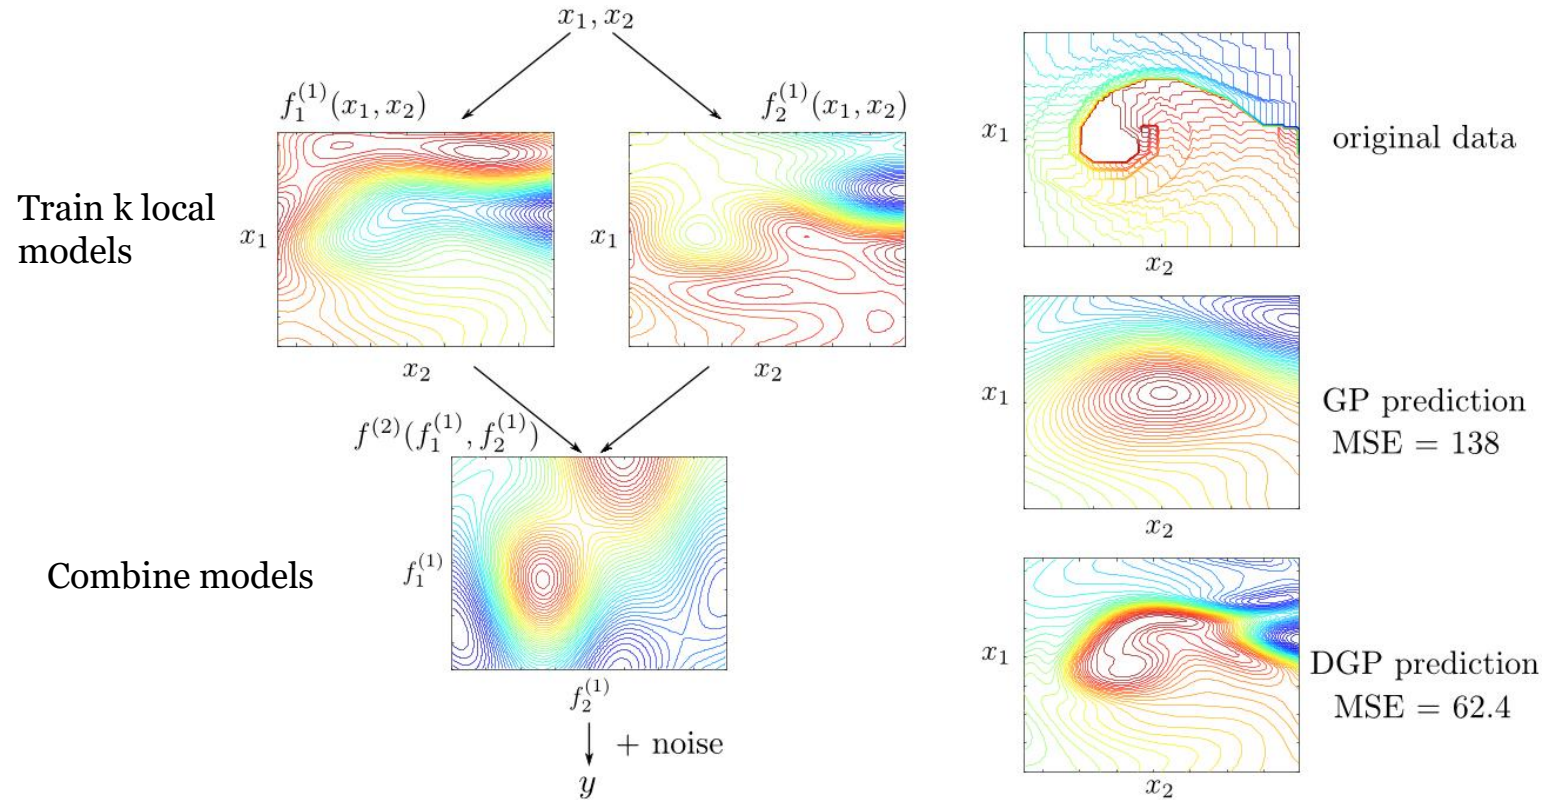 x₁, x₂
f₁⁽¹⁾(x₁, x₂)
f₂⁽¹⁾(x₁, x₂)
Train k local
models
x₁
x₂
x₁
x₂
f⁽²⁾(f₁⁽¹⁾, f₂⁽¹⁾)
Combine models
f₁⁽¹⁾
f₂⁽¹⁾
+ noise
y
x₁
x₂
original data
x₁
x₂
GP prediction
MSE = 138
x₁
x₂
DGP prediction
MSE = 62.4